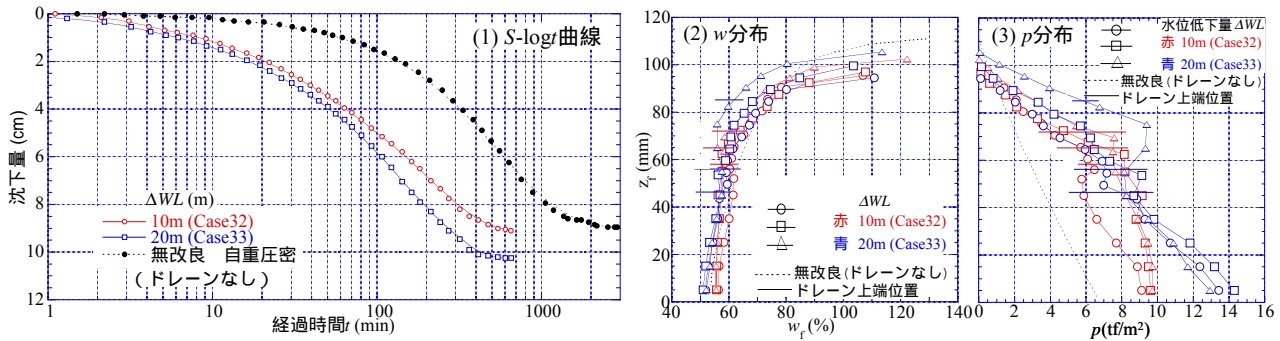 (1) S-logt曲線
沈下量 (cm)
0
2
4
6
8
10
12
ΔWL (m)
10m (Case32)
20m (Case33)
無改良 自重圧密
(ドレーンなし)
1
10
100
1000
経過時間t (min)
(2) w分布
z_f (mm)
120
100
80
60
40
20
0
ΔWL
赤 10m (Case32)
青 20m (Case33)
無改良(ドレーンなし)
ドレーン上端位置
40
60
80
100
120
140
w_f (%)
(3) p分布
水位低下量 ΔWL
赤 10m (Case32)
青 20m (Case33)
無改良(ドレーンなし)
ドレーン上端位置
0
2
4
6
8
10
12
14
16
p(tf/m²)